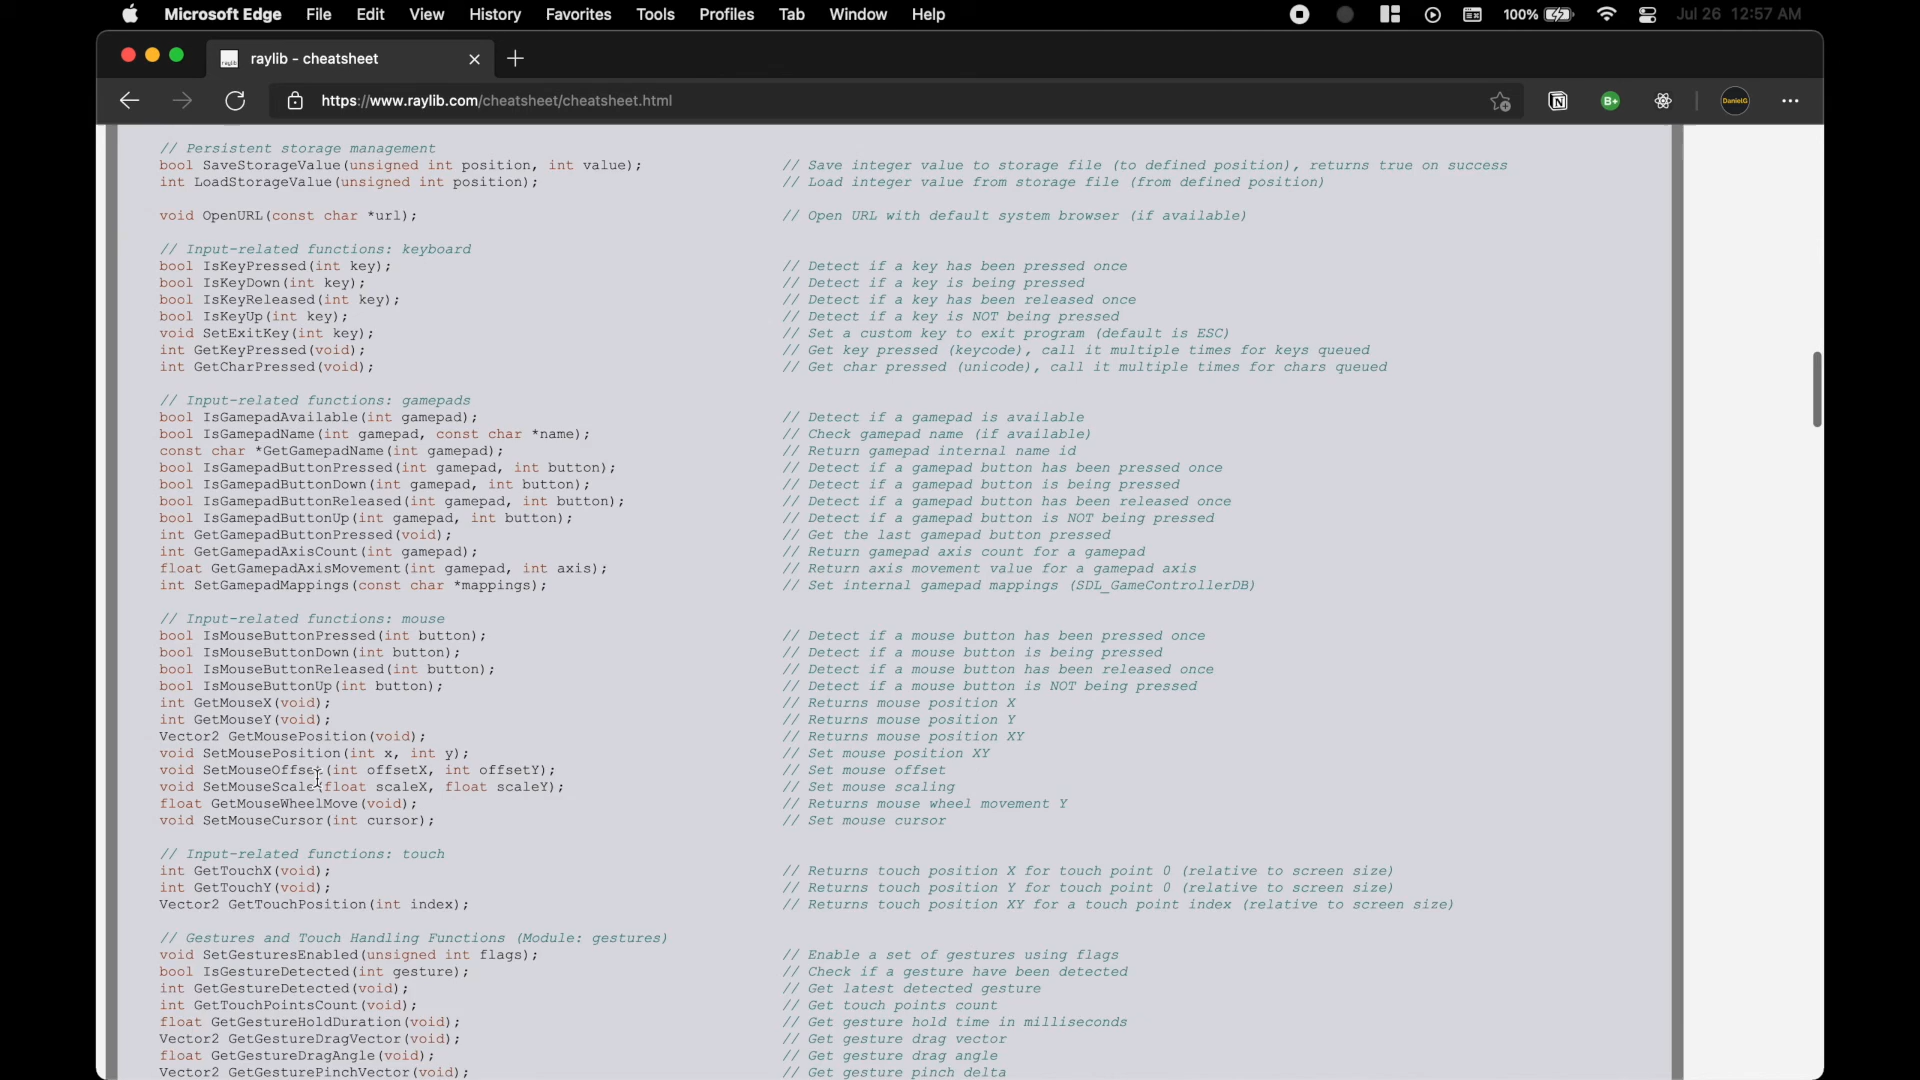 Microsoft Edge File Edit View History Favorites Tools Profiles Tab Window Help 100% Jul 26 12:57 AM
raylib - cheatsheet
https://www.raylib.com/cheatsheet/cheatsheet.html B+ DanielG
// Persistent storage management
bool SaveStorageValue(unsigned int position, int value); // Save integer value to storage file (to defined position), returns true on success
int LoadStorageValue(unsigned int position); // Load integer value from storage file (from defined position)
void OpenURL(const char *url); // Open URL with default system browser (if available)
// Input-related functions: keyboard
bool IsKeyPressed(int key); // Detect if a key has been pressed once
bool IsKeyDown(int key); // Detect if a key is being pressed
bool IsKeyReleased(int key); // Detect if a key has been released once
bool IsKeyUp(int key); // Detect if a key is NOT being pressed
void SetExitKey(int key); // Set a custom key to exit program (default is ESC)
int GetKeyPressed(void); // Get key pressed (keycode), call it multiple times for keys queued
int GetCharPressed(void); // Get char pressed (unicode), call it multiple times for chars queued
// Input-related functions: gamepads
bool IsGamepadAvailable(int gamepad); // Detect if a gamepad is available
bool IsGamepadName(int gamepad, const char *name); // Check gamepad name (if available)
const char *GetGamepadName(int gamepad); // Return gamepad internal name id
bool IsGamepadButtonPressed(int gamepad, int button); // Detect if a gamepad button has been pressed once
bool IsGamepadButtonDown(int gamepad, int button); // Detect if a gamepad button is being pressed
bool IsGamepadButtonReleased(int gamepad, int button); // Detect if a gamepad button has been released once
bool IsGamepadButtonUp(int gamepad, int button); // Detect if a gamepad button is NOT being pressed
int GetGamepadButtonPressed(void); // Get the last gamepad button pressed
int GetGamepadAxisCount(int gamepad); // Return gamepad axis count for a gamepad
float GetGamepadAxisMovement(int gamepad, int axis); // Return axis movement value for a gamepad axis
int SetGamepadMappings(const char *mappings); // Set internal gamepad mappings (SDL_GameControllerDB)
// Input-related functions: mouse
bool IsMouseButtonPressed(int button); // Detect if a mouse button has been pressed once
bool IsMouseButtonDown(int button); // Detect if a mouse button is being pressed
bool IsMouseButtonReleased(int button); // Detect if a mouse button has been released once
bool IsMouseButtonUp(int button); // Detect if a mouse button is NOT being pressed
int GetMouseX(void); // Returns mouse position X
int GetMouseY(void); // Returns mouse position Y
Vector2 GetMousePosition(void); // Returns mouse position XY
void SetMousePosition(int x, int y); // Set mouse position XY
void SetMouseOffset(int offsetX, int offsetY); // Set mouse offset
void SetMouseScale(float scaleX, float scaleY); // Set mouse scaling
float GetMouseWheelMove(void); // Returns mouse wheel movement Y
void SetMouseCursor(int cursor); // Set mouse cursor
// Input-related functions: touch
int GetTouchX(void); // Returns touch position X for touch point 0 (relative to screen size)
int GetTouchY(void); // Returns touch position Y for touch point 0 (relative to screen size)
Vector2 GetTouchPosition(int index); // Returns touch position XY for a touch point index (relative to screen size)
// Gestures and Touch Handling Functions (Module: gestures)
void SetGesturesEnabled(unsigned int flags); // Enable a set of gestures using flags
bool IsGestureDetected(int gesture); // Check if a gesture have been detected
int GetGestureDetected(void); // Get latest detected gesture
int GetTouchPointsCount(void); // Get touch points count
float GetGestureHoldDuration(void); // Get gesture hold time in milliseconds
Vector2 GetGestureDragVector(void); // Get gesture drag vector
float GetGestureDragAngle(void); // Get gesture drag angle
Vector2 GetGesturePinchVector(void); // Get gesture pinch delta